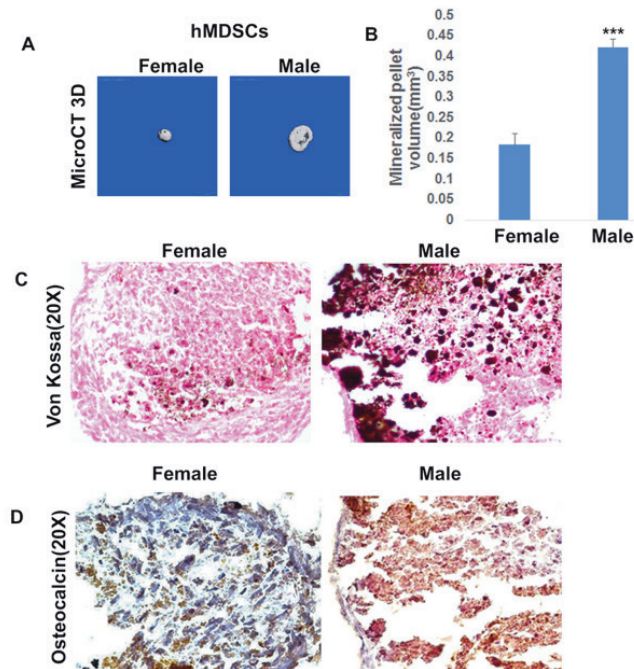 hMDSCs
A
Female Male
MicroCT 3D
B
Mineralized pellet
volume(mm³)
0.5
0.45
0.4
0.35
0.3
0.25
0.2
0.15
0.1
0.05
0
***
Female Male
C
Female Male
Von Kossa(20X)
D
Female Male
Osteocalcin(20X)